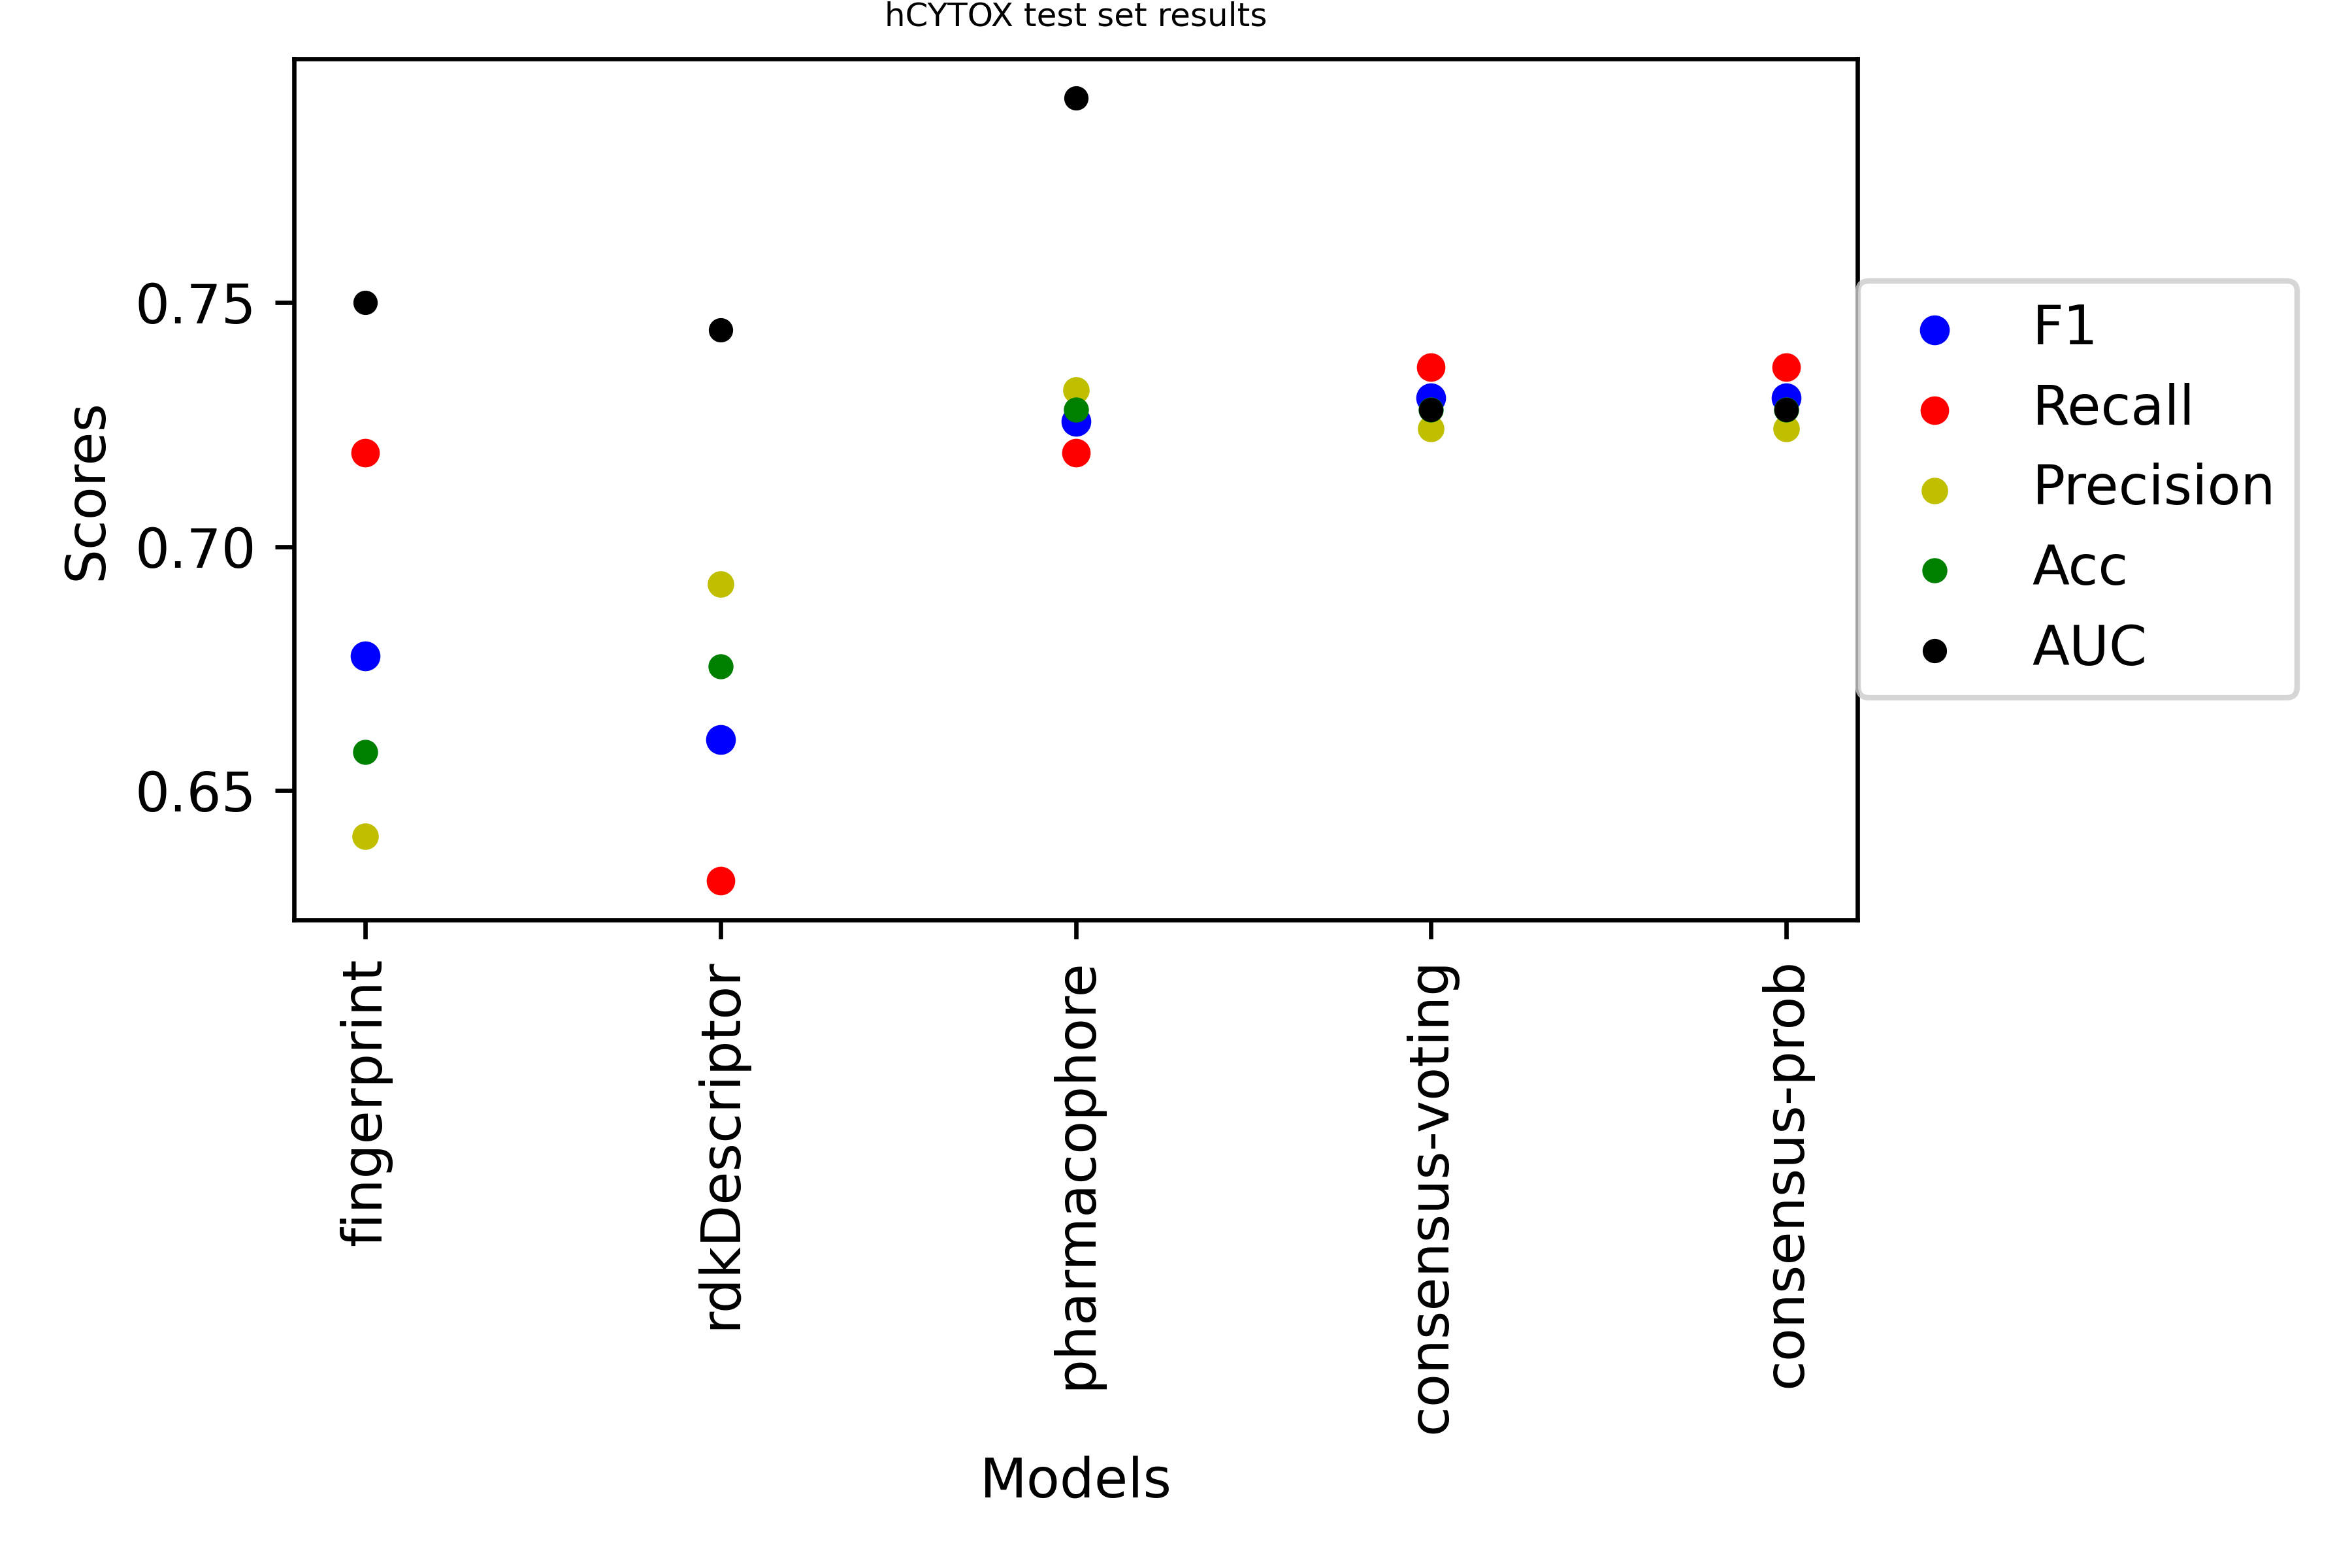 hCYTOX test set results
Scores
0.75
0.70
0.65
F1
Recall
Precision
Acc
AUC
fingerprint
rdkDescriptor
pharmacophore
consensus-voting
consensus-prob
Models